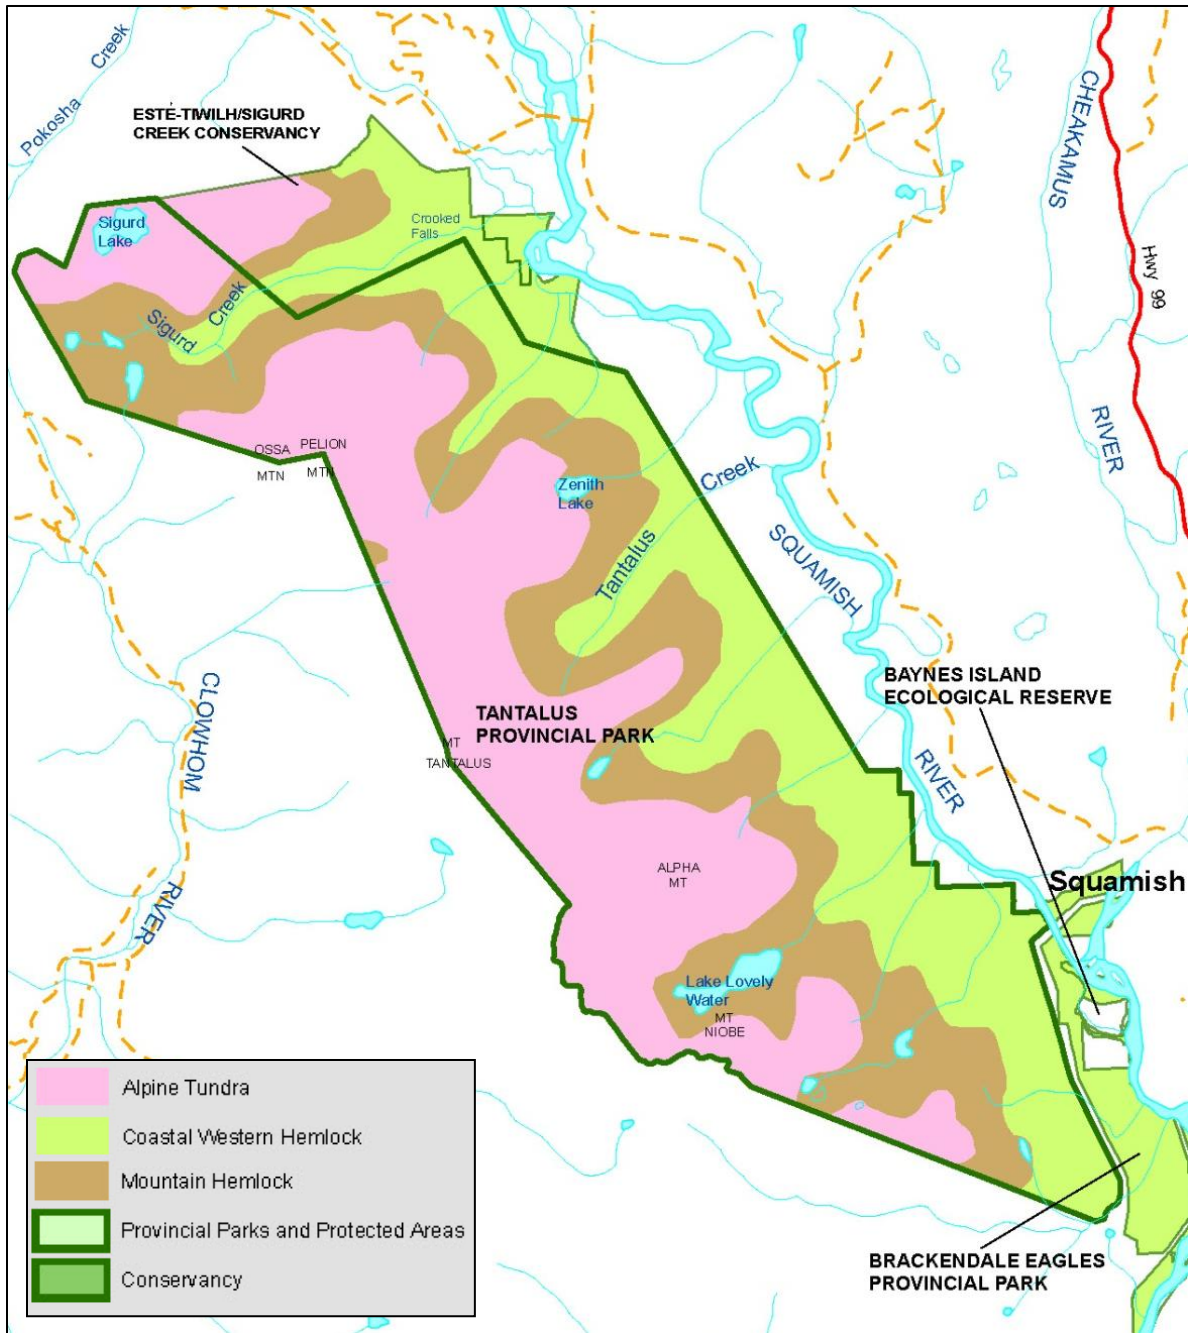 Pokosha Creek
ESTÉ-TIWILH/SIGURD
CREEK CONSERVANCY
CHEAKAMUS
RIVER
Hwy 99
Sigurd
Lake
Crooked
Falls
Sigurd Creek
OSSA
MTN
PELION
MTN
Zenith
Lake
Tantalus Creek
SQUAMISH
RIVER
BAYNES ISLAND
ECOLOGICAL RESERVE
CLOWHOM
RIVER
TANTALUS
PROVINCIAL PARK
MT
TANTALUS
ALPHA
MT
Squamish
Lake Lovely
Water
MT
NIOBE
Alpine Tundra
Coastal Western Hemlock
Mountain Hemlock
Provincial Parks and Protected Areas
Conservancy
BRACKENDALE EAGLES
PROVINCIAL PARK